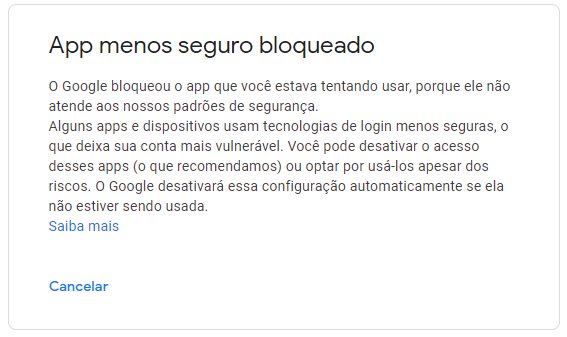 App menos seguro bloqueado
O Google bloqueou o app que você estava tentando usar, porque ele não
atende aos nossos padrões de segurança.
Alguns apps e dispositivos usam tecnologias de login menos seguras, o
que deixa sua conta mais vulnerável. Você pode desativar o acesso
desses apps (o que recomendamos) ou optar por usá-los apesar dos
riscos. O Google desativará essa configuração automaticamente se ela
não estiver sendo usada.
Saiba mais
Cancelar